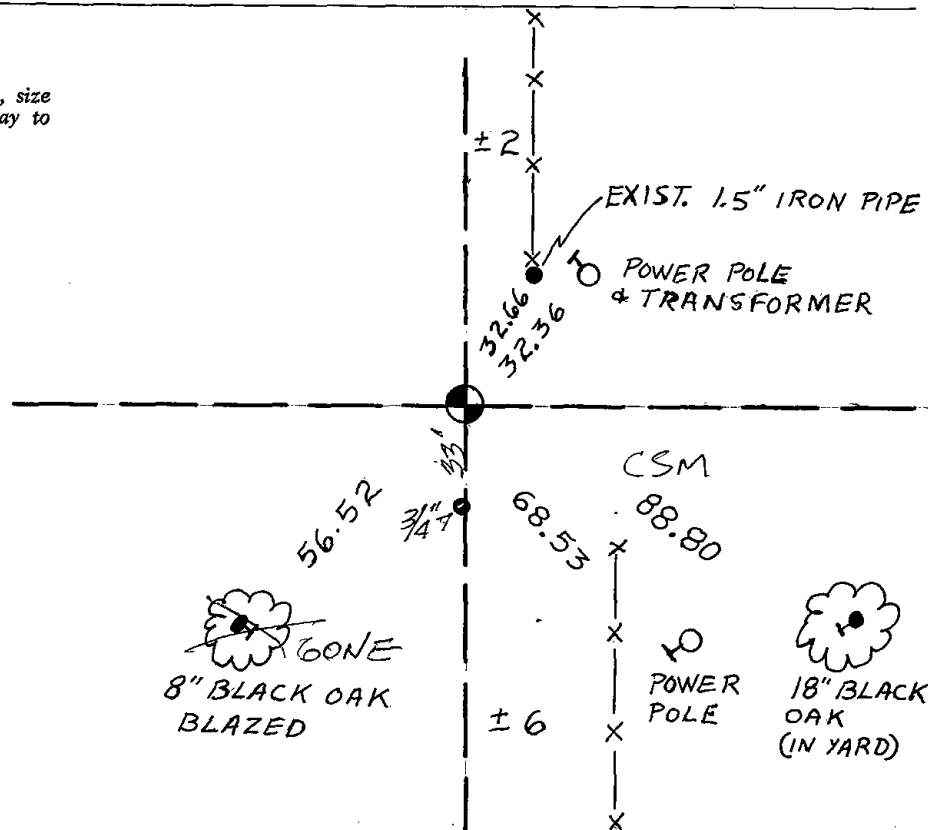 , size
ay to
± 2
EXIST. 1.5" IRON PIPE
POWER POLE
& TRANSFORMER
32.66
32.36
33'
CSM
3/4"
56.52
68.53
88.80
GONE
8" BLACK OAK
BLAZED
± 6
POWER
POLE
18" BLACK
OAK
(IN YARD)